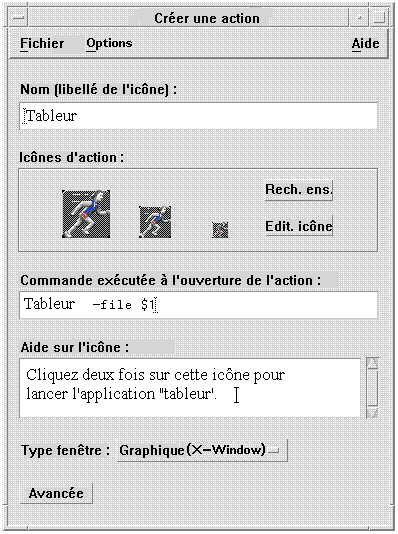 Créer une action
Fichier Options Aide
Nom (libellé de l'icône) :
Tableur
Icônes d'action :
Rech. ens.
Edit. icône
Commande exécutée à l'ouverture de l'action :
Tableur -file $1
Aide sur l'icône :
Cliquez deux fois sur cette icône pour
lancer l'application "tableur'.
Type fenêtre : Graphique (X-Window)
Avancée